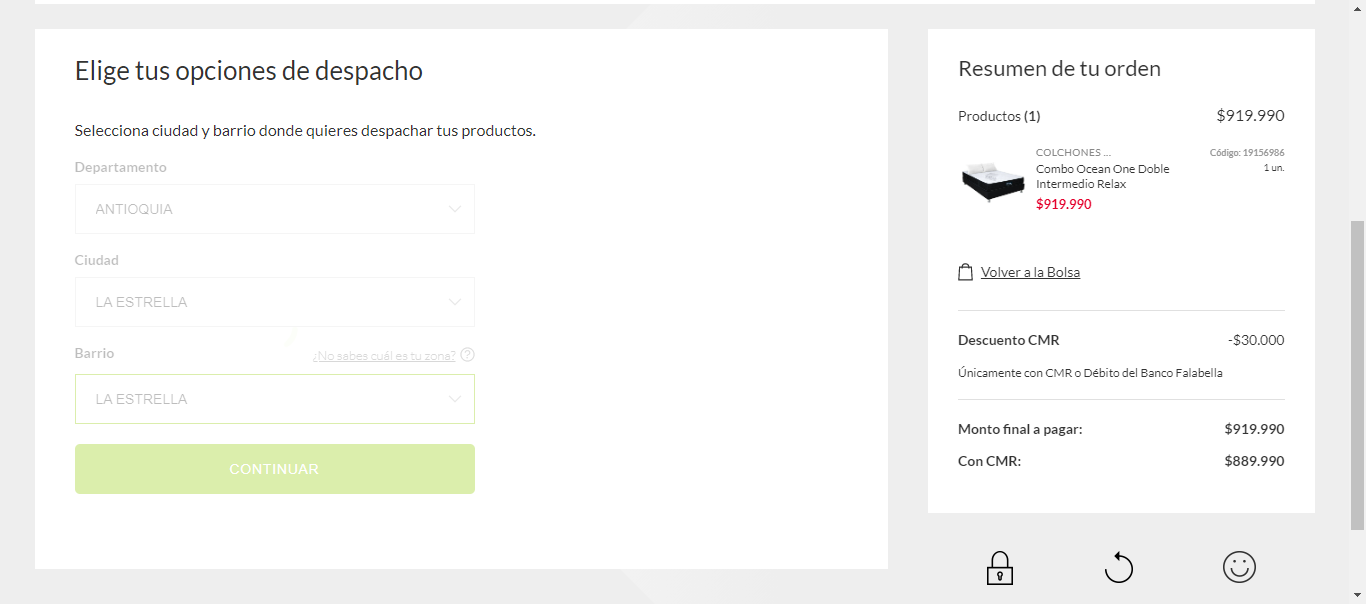 Elige tus opciones de despacho
Selecciona ciudad y barrio donde quieres despachar tus productos.
Departamento
ANTIOQUIA
Ciudad
LA ESTRELLA
Barrio
¿No sabes cuál es tu zona? ?
LA ESTRELLA
CONTINUAR
Resumen de tu orden
Productos (1) $919.990
COLCHONES ... Código: 19156986
Combo Ocean One Doble 1 un.
Intermedio Relax
$919.990
Volver a la Bolsa
Descuento CMR -$30.000
Únicamente con CMR o Débito del Banco Falabella
Monto final a pagar: $919.990
Con CMR: $889.990